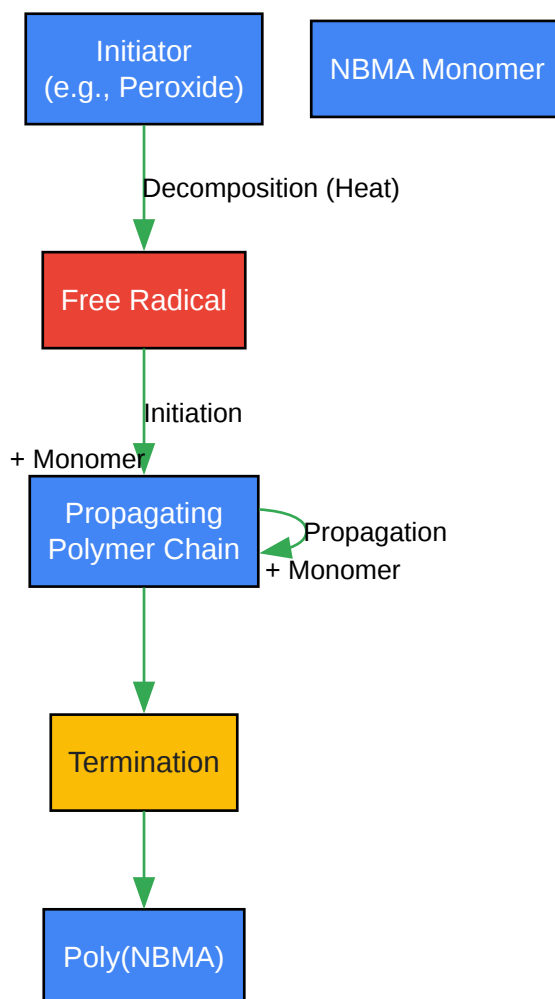 Initiator
(e.g., Peroxide)
NBMA Monomer
Decomposition (Heat)
Free Radical
Initiation
+ Monomer
Propagating
Polymer Chain
Propagation
+ Monomer
Termination
Poly(NBMA)